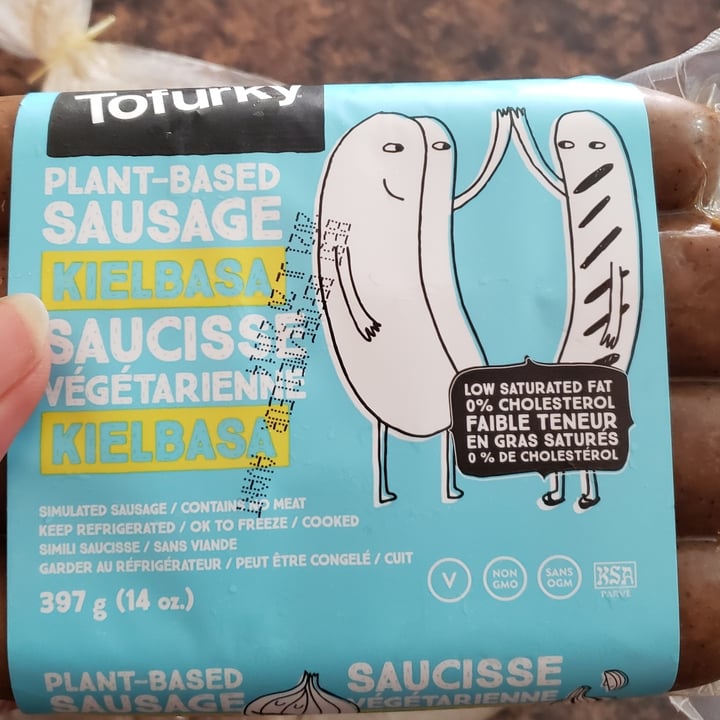 Tofurky
PLANT-BASED
SAUSAGE
KIELBASA
SAUCISSE
VÉGÉTARIENNE
KIELBASA
LOW SATURATED FAT
0% CHOLESTEROL
FAIBLE TENEUR
EN GRAS SATURÉS
0 % DE CHOLESTÉROL
SIMULATED SAUSAGE / CONTAINS NO MEAT
KEEP REFRIGERATED / OK TO FREEZE / COOKED
SIMILI SAUCISSE / SANS VIANDE
GARDER AU RÉFRIGÉRATEUR / PEUT ÊTRE CONGELÉ / CUIT
397 g (14 oz.)
V
NON
GMO
SANS
OGM
KSA
PARVE
PLANT-BASED
SAUSAGE
SAUCISSE
VÉGÉTARIENNE